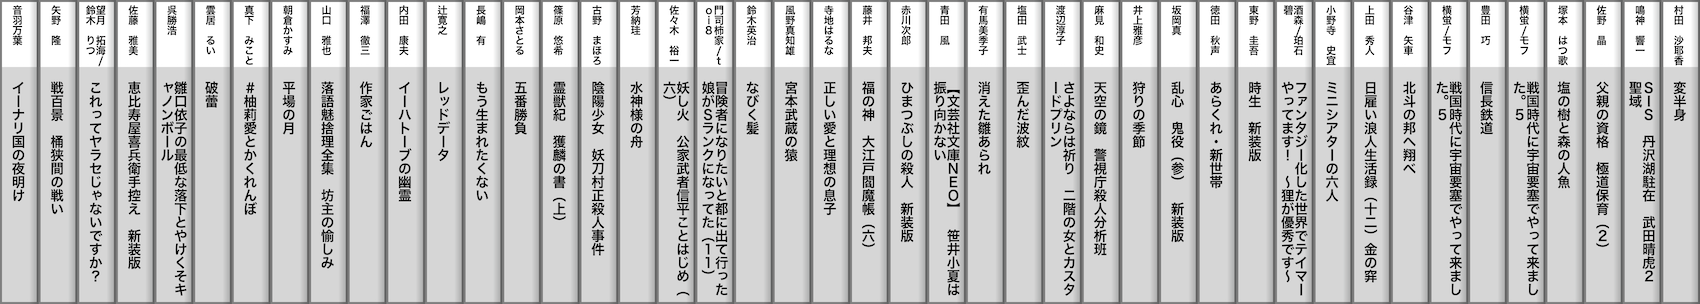 村田　沙耶香
変半身
鳴神　響一
ＳＩＳ　丹沢湖駐在　武田晴虎２
聖域
佐野　晶
父親の資格　極道保育（２）
塚本　はつ歌
塩の樹と森の人魚
横蛍/モフ
戦国時代に宇宙要塞でやって来まし
た。５
豊田　巧
信長鉄道
横蛍/モフ
戦国時代に宇宙要塞でやって来まし
た。５
谷津　矢車
北斗の邦へ翔べ
上田　秀人
日雇い浪人生活録（十二）金の穽
小野寺　史宜
ミニシアターの六人
酒森/珀石
碧
ファンタジー化した世界でテイマー
やってます！～狸が優秀です～
東野　圭吾
時生　新装版
徳田　秋声
あらくれ・新世帯
坂岡真
乱心　鬼役（参）　新装版
井上雅彦
狩りの季節
麻見　和史
天空の鏡　警視庁殺人分析班
渡辺淳子
さよならは祈り　二階の女とカスタ
ードプリン
塩田　武士
歪んだ波紋
有馬美季子
消えた雛あられ
青田　風
【文芸社文庫ＮＥＯ】　笹井小夏は
振り向かない
赤川次郎
ひまつぶしの殺人　新装版
藤井　邦夫
福の神　大江戸閻魔帳（六）
寺地はるな
正しい愛と理想の息子
風野真知雄
宮本武蔵の猿
鈴木英治
なびく髪
門司柿家/ｔ
ｏｉ８
冒険者になりたいと都に出て行った
娘がＳランクになってた（１１）
佐々木　裕一
妖し火　公家武者信平ことはじめ（
六）
芳納珪
水神様の舟
古野　まほろ
陰陽少女　妖刀村正殺人事件
篠原　悠希
霊獣紀　獲麟の書（上）
岡本さとる
五番勝負
長嶋　有
もう生まれたくない
辻寛之
レッドデータ
内田　康夫
イーハトーブの幽霊
福澤　徹三
作家ごはん
山口　雅也
落語魅捨理全集　坊主の愉しみ
朝倉かすみ
平場の月
真下　みこと
＃柚莉愛とかくれんぼ
雲居　るい
破蕾
呉勝浩
雛口依子の最低な落下とやけくそキ
ャノンボール
佐藤　雅美
恵比寿屋喜兵衛手控え　新装版
望月　拓海/
鈴木　りつ
これってヤラセじゃないですか？
矢野　隆
戦百景　桶狭間の戦い
音羽万葉
イーナリ国の夜明け